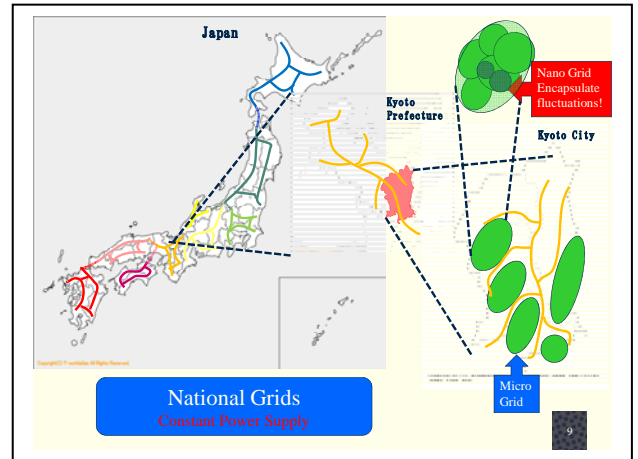 Japan
Kyoto
Prefecture
Nano Grid
Encapsulate
fluctuations!
Kyoto City
Micro
Grid
National Grids
Constant Power Supply
9